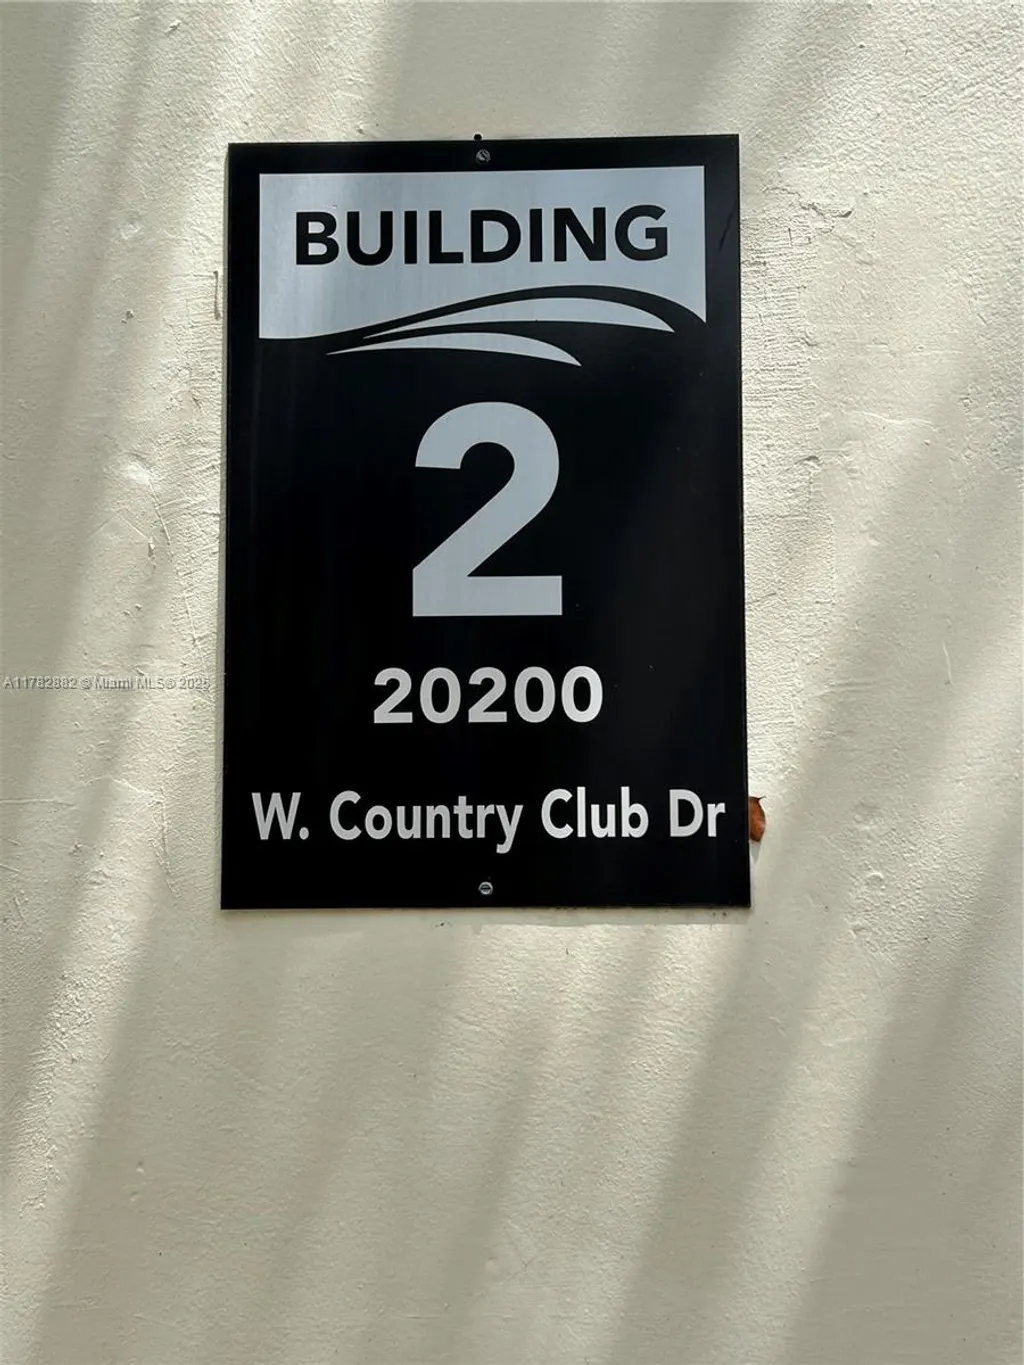 BUILDING
2
20200
A11782882 © Miami MLS® 2025
W. Country Club Dr